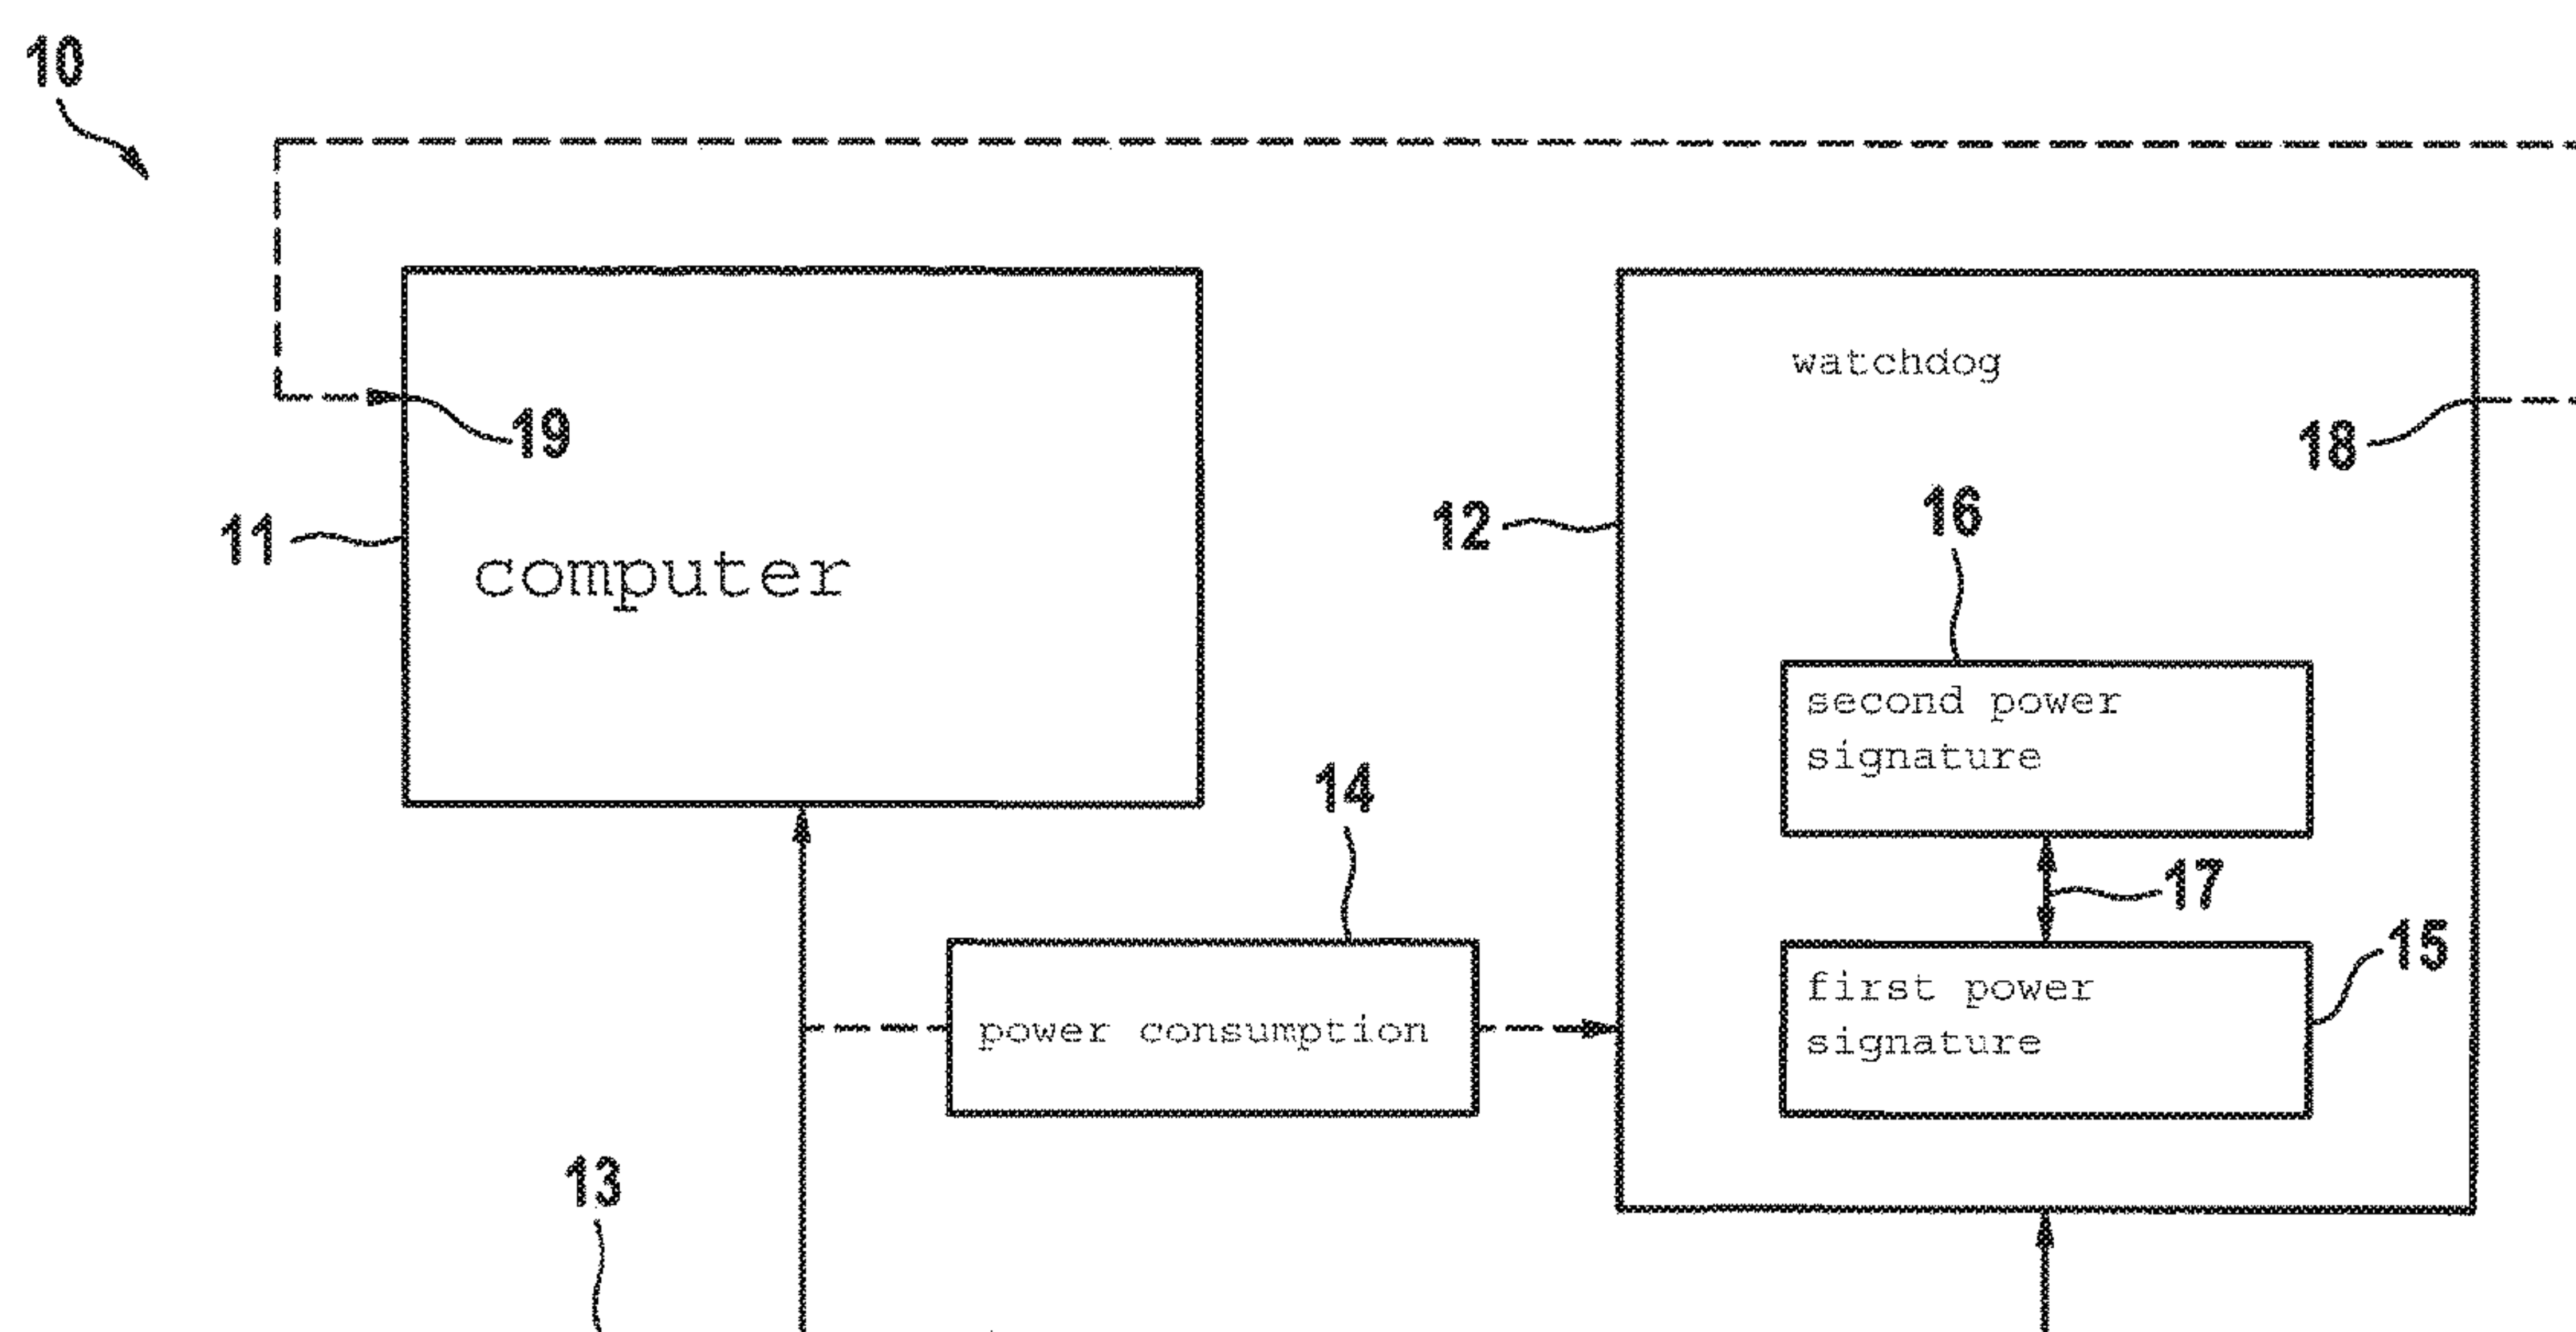 10
19
11
computer
12
watchdog
18
16
second power
signature
17
14
15
first power
signature
power consumption
13